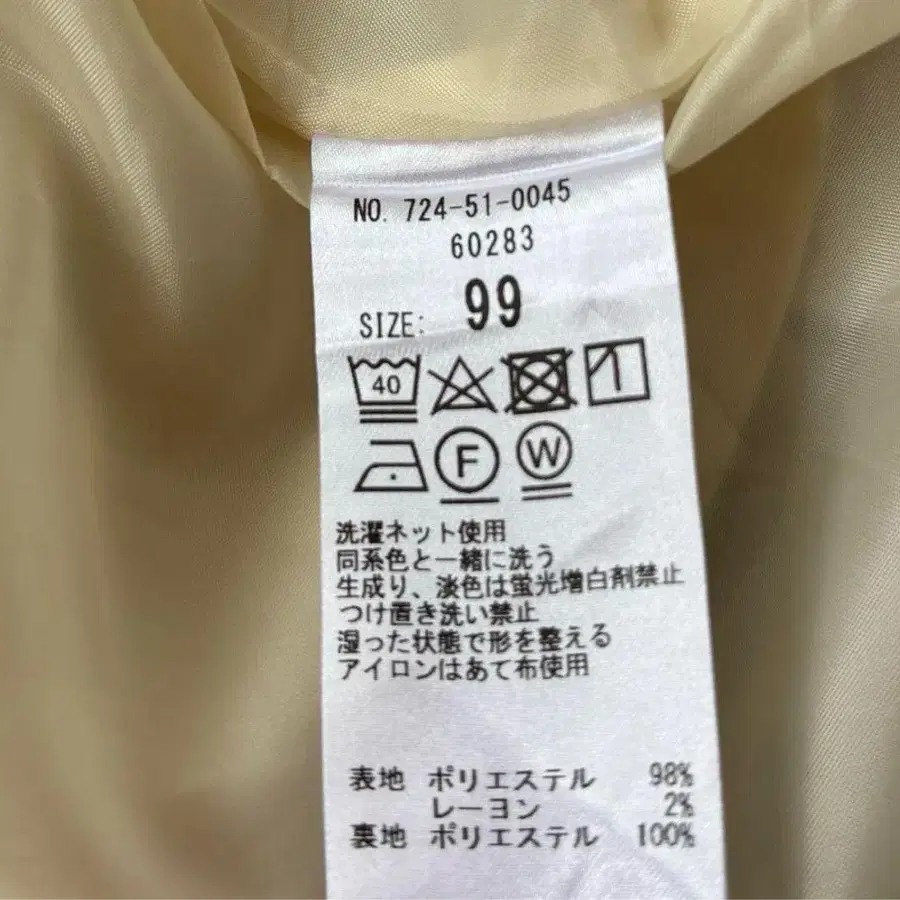 NO. 724-51-0045
60283
SIZE: 99
40
F W
洗濯ネット使用
同系色と一緒に洗う
生成り、淡色は蛍光増白剤禁止
つけ置き洗い禁止
湿った状態で形を整える
アイロンはあて布使用
表地 ポリエステル 98%
レーヨン 2%
裏地 ポリエステル 100%